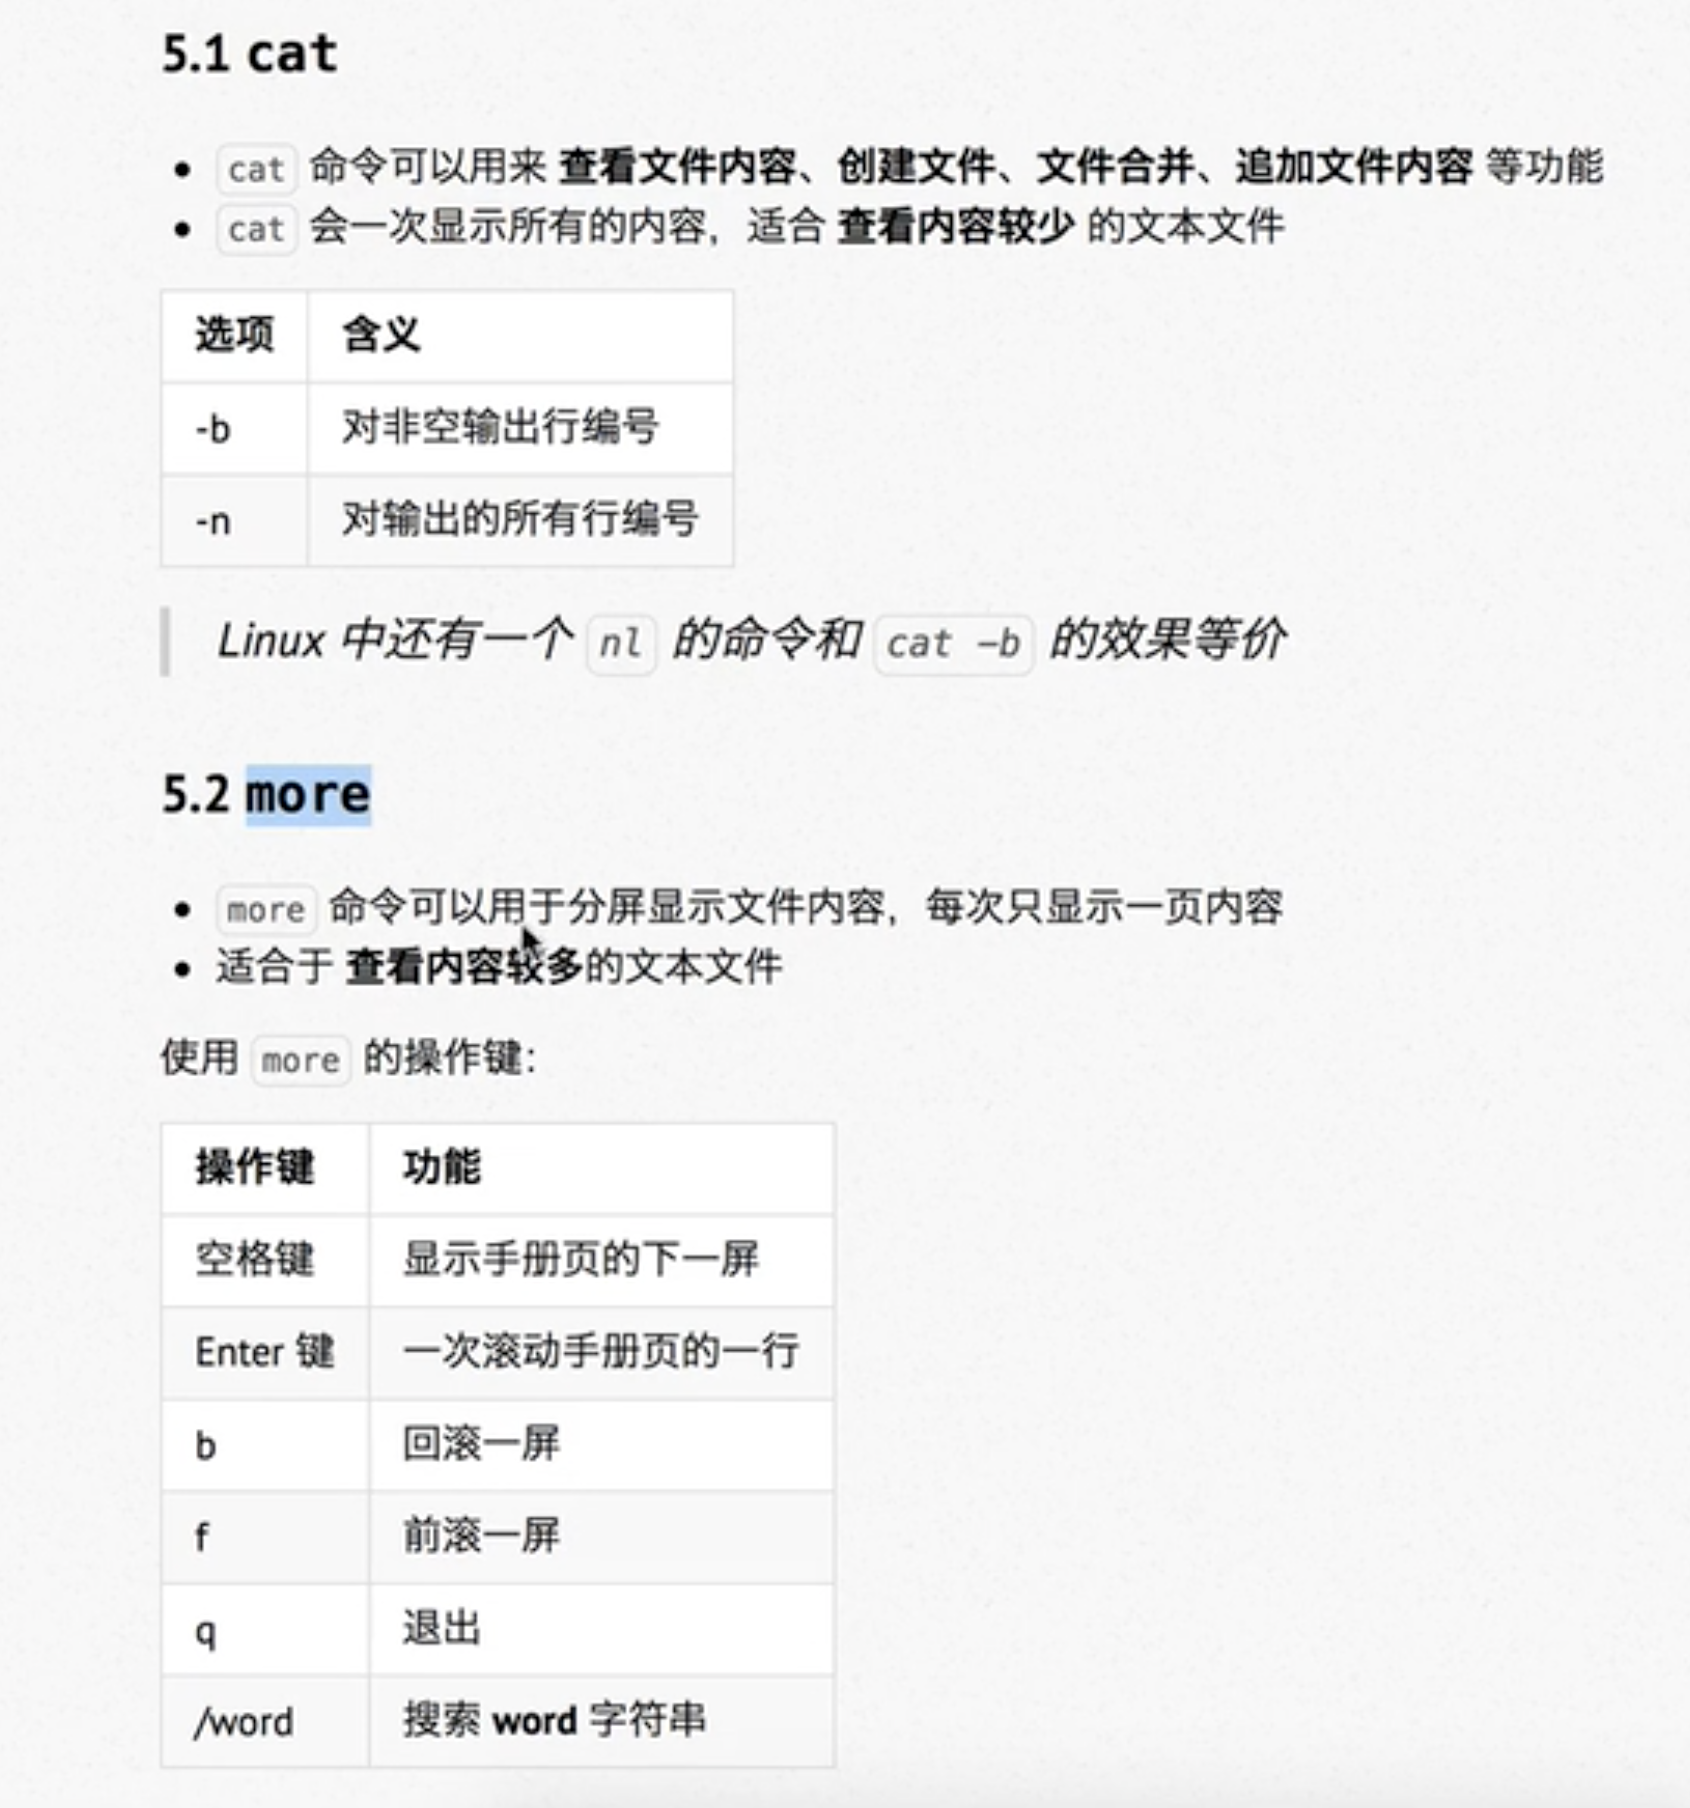 5.1 cat
cat 命令可以用来 查看文件内容、创建文件、文件合并、追加文件内容 等功能
cat 会一次显示所有的内容，适合 查看内容较少 的文本文件
选项 含义
-b 对非空输出行编号
-n 对输出的所有行编号
Linux 中还有一个 nl 的命令和 cat -b 的效果等价
5.2 more
more 命令可以用于分屏显示文件内容，每次只显示一页内容
适合于 查看内容较多的文本文件
使用 more 的操作键：
操作键 功能
空格键 显示手册页的下一屏
Enter 键 一次滚动手册页的一行
b 回滚一屏
f 前滚一屏
q 退出
/word 搜索 word 字符串